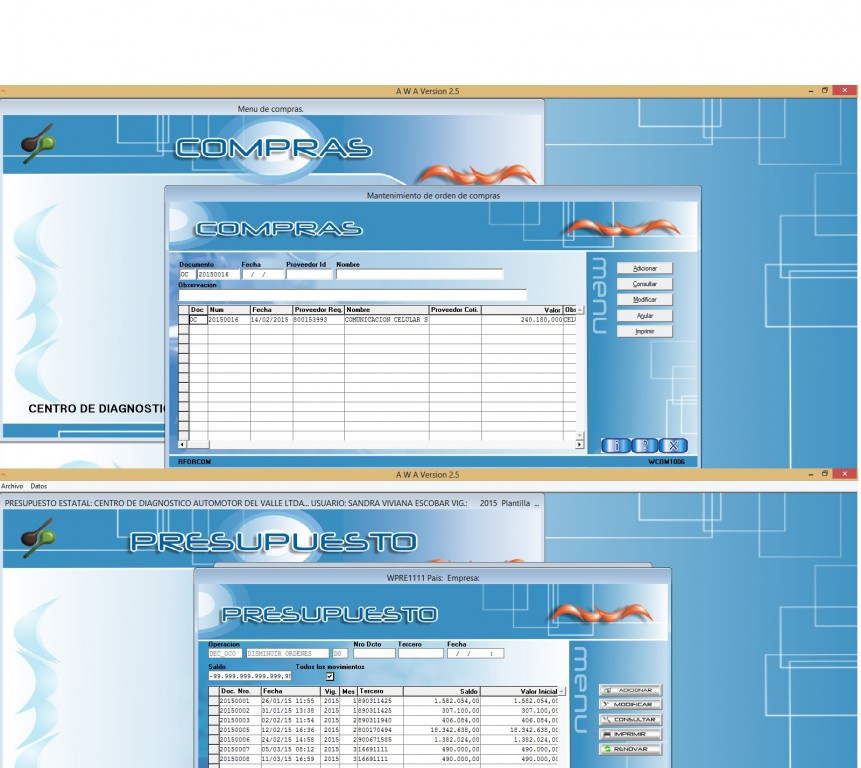 A W A Version 2.5
Menu de compras.
COMPRAS
Mantenimiento de orden de compras
COMPRAS
Documento Fecha Proveedor Id Nombre
OC 20150016 / /
Observacion
Doc Num Fecha Proveedor Req. Nombre Proveedor Coti. Valor Obs
OC 20150016 14/02/2015 800153993 COMUNICACION CELULAR S 240.180,00 CELU
menu
Adicionar
Consultar
Modificar
Anular
Imprimir
CENTRO DE DIAGNOSTI
RFORCOM WCOM1006
A W A Version 2.5
Archivo Datos
PRESUPUESTO ESTATAL: CENTRO DE DIAGNOSTICO AUTOMOTOR DEL VALLE LTDA... USUARIO: SANDRA VIVIANA ESCOBAR VIG.: 2015 Plantilla ...
PRESUPUESTO
WPRE1111 Pais: Empresa:
PRESUPUESTO
Operacion Nro Dcto Tercero Fecha
DEC_OCO DISMINUIR ORDENES DO / / :
Saldo Todos los movimientos
-99.999.999.999.999,99
Doc. Nro. Fecha Vig. Mes Tercero Saldo Valor Inicial
20150001 26/01/15 11:55 2015 1 890311425 1.582.054,00 1.582.054,00
20150002 31/01/15 13:38 2015 1 890311425 307.100,00 307.100,00
20150003 02/02/15 11:54 2015 2 890311940 406.084,00 406.084,00
20150005 12/02/15 16:36 2015 2 800170494 18.342.638,00 18.342.638,00
20150006 24/02/15 14:58 2015 2 900671585 1.382.024,00 1.382.024,00
20150007 05/03/15 08:12 2015 3 16691111 490.000,00 490.000,00
20150008 11/03/15 16:59 2015 3 16691111 490.000,00 490.000,00
menu
ADICIONAR
MODIFICAR
CONSULTAR
IMPRIMIR
RENOVAR